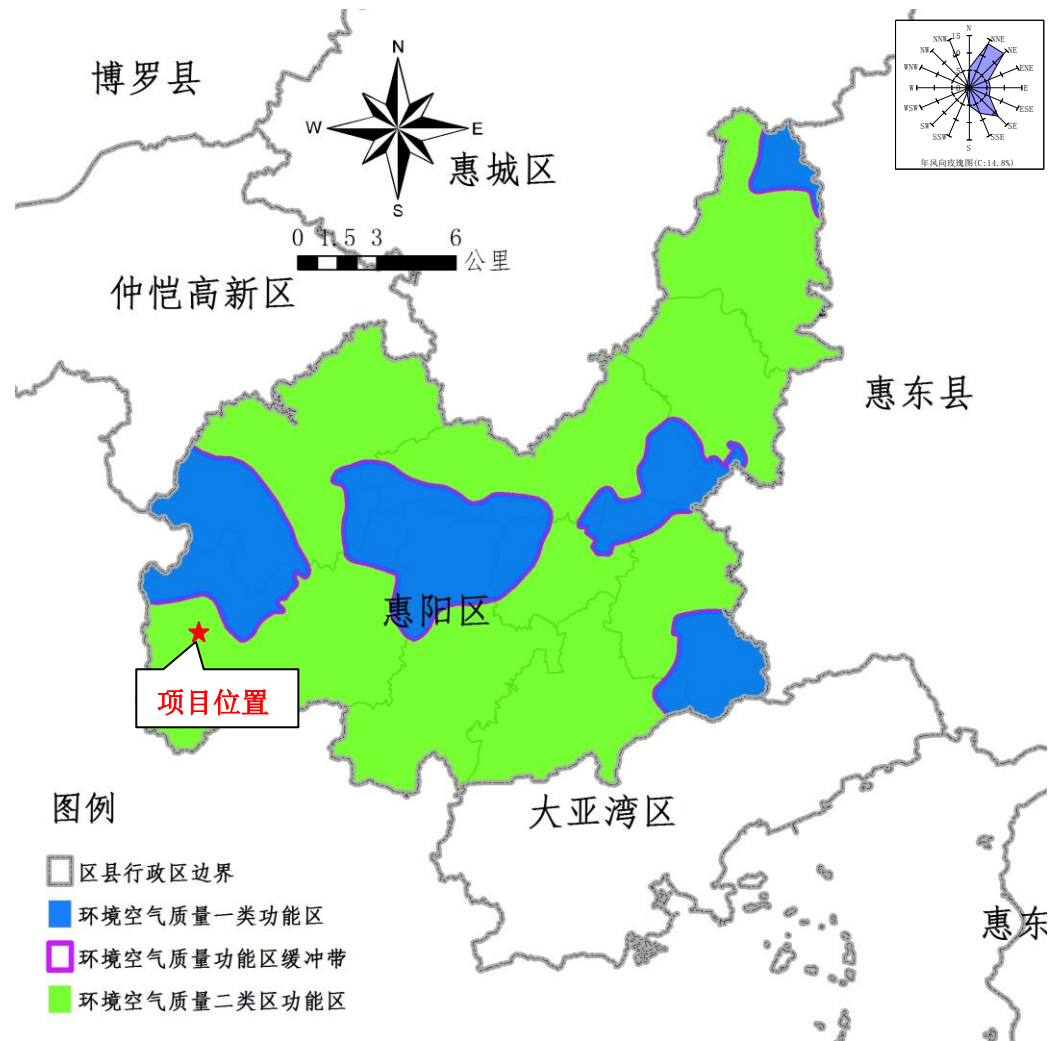 博罗县
N
W
E
S
惠城区
0 1.5 3 6
公里
仲恺高新区
N
NNE
NE
ENE
E
ESE
SE
SSE
S
SSW
SW
WSW
W
WNW
NW
NNW
15
10
5
0
年风向玫瑰图(C:14.8%)
惠东县
惠阳区
项目位置
大亚湾区
惠东
图例
区县行政区边界
环境空气质量一类功能区
环境空气质量功能区缓冲带
环境空气质量二类区功能区